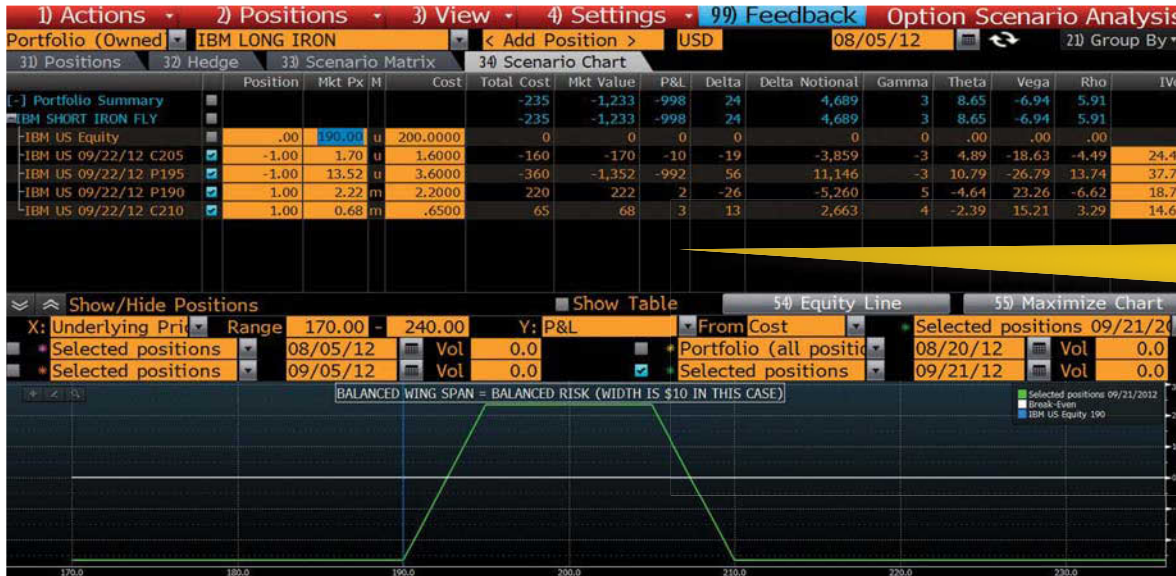 1) Actions 2) Positions 3) View 4) Settings 99) Feedback Option Scenario Analysi
Portfolio (Owned IBM LONG IRON < Add Position > USD 08/05/12 21) Group By
31) Positions 32) Hedge 33) Scenario Matrix 34) Scenario Chart
Position Mkt Px M Cost Total Cost Mkt Value P&L Delta Delta Notional Gamma Theta Vega Rho IVo
[-] Portfolio Summary -235 -1,233 -998 24 4,689 3 8.65 -6.94 5.91
IBM SHORT IRON FLY -235 -1,233 -998 24 4,689 3 8.65 -6.94 5.91
IBM US Equity .00 190.00 u 200.0000 0 0 0 0 0 0 .00 .00 .00
IBM US 09/22/12 C205 -1.00 1.70 u 1.6000 -160 -170 -10 -19 -3,859 -3 4.89 -18.63 -4.49 24.4
IBM US 09/22/12 P195 -1.00 13.52 u 3.6000 -360 -1,352 -992 56 11,146 -3 10.79 -26.79 13.74 37.7
IBM US 09/22/12 P190 1.00 2.22 m 2.2000 220 222 2 -26 -5,260 5 -4.64 23.26 -6.62 18.7
IBM US 09/22/12 C210 1.00 0.68 m .6500 65 68 3 13 2,663 4 -2.39 15.21 3.29 14.6
Show/Hide Positions Show Table 54) Equity Line 55) Maximize Chart
X: Underlying Pric Range 170.00 - 240.00 Y: P&L From Cost Selected positions 09/21/20
Selected positions 08/05/12 Vol 0.0 Portfolio (all positio 08/20/12 Vol 0.0
Selected positions 09/05/12 Vol 0.0 Selected positions 09/21/12 Vol 0.0
BALANCED WING SPAN = BALANCED RISK (WIDTH IS $10 IN THIS CASE)
Selected positions 09/21/2012
Break-Even
IBM US Equity 190
170.0 180.0 190.0 200.0 210.0 220.0 230.0